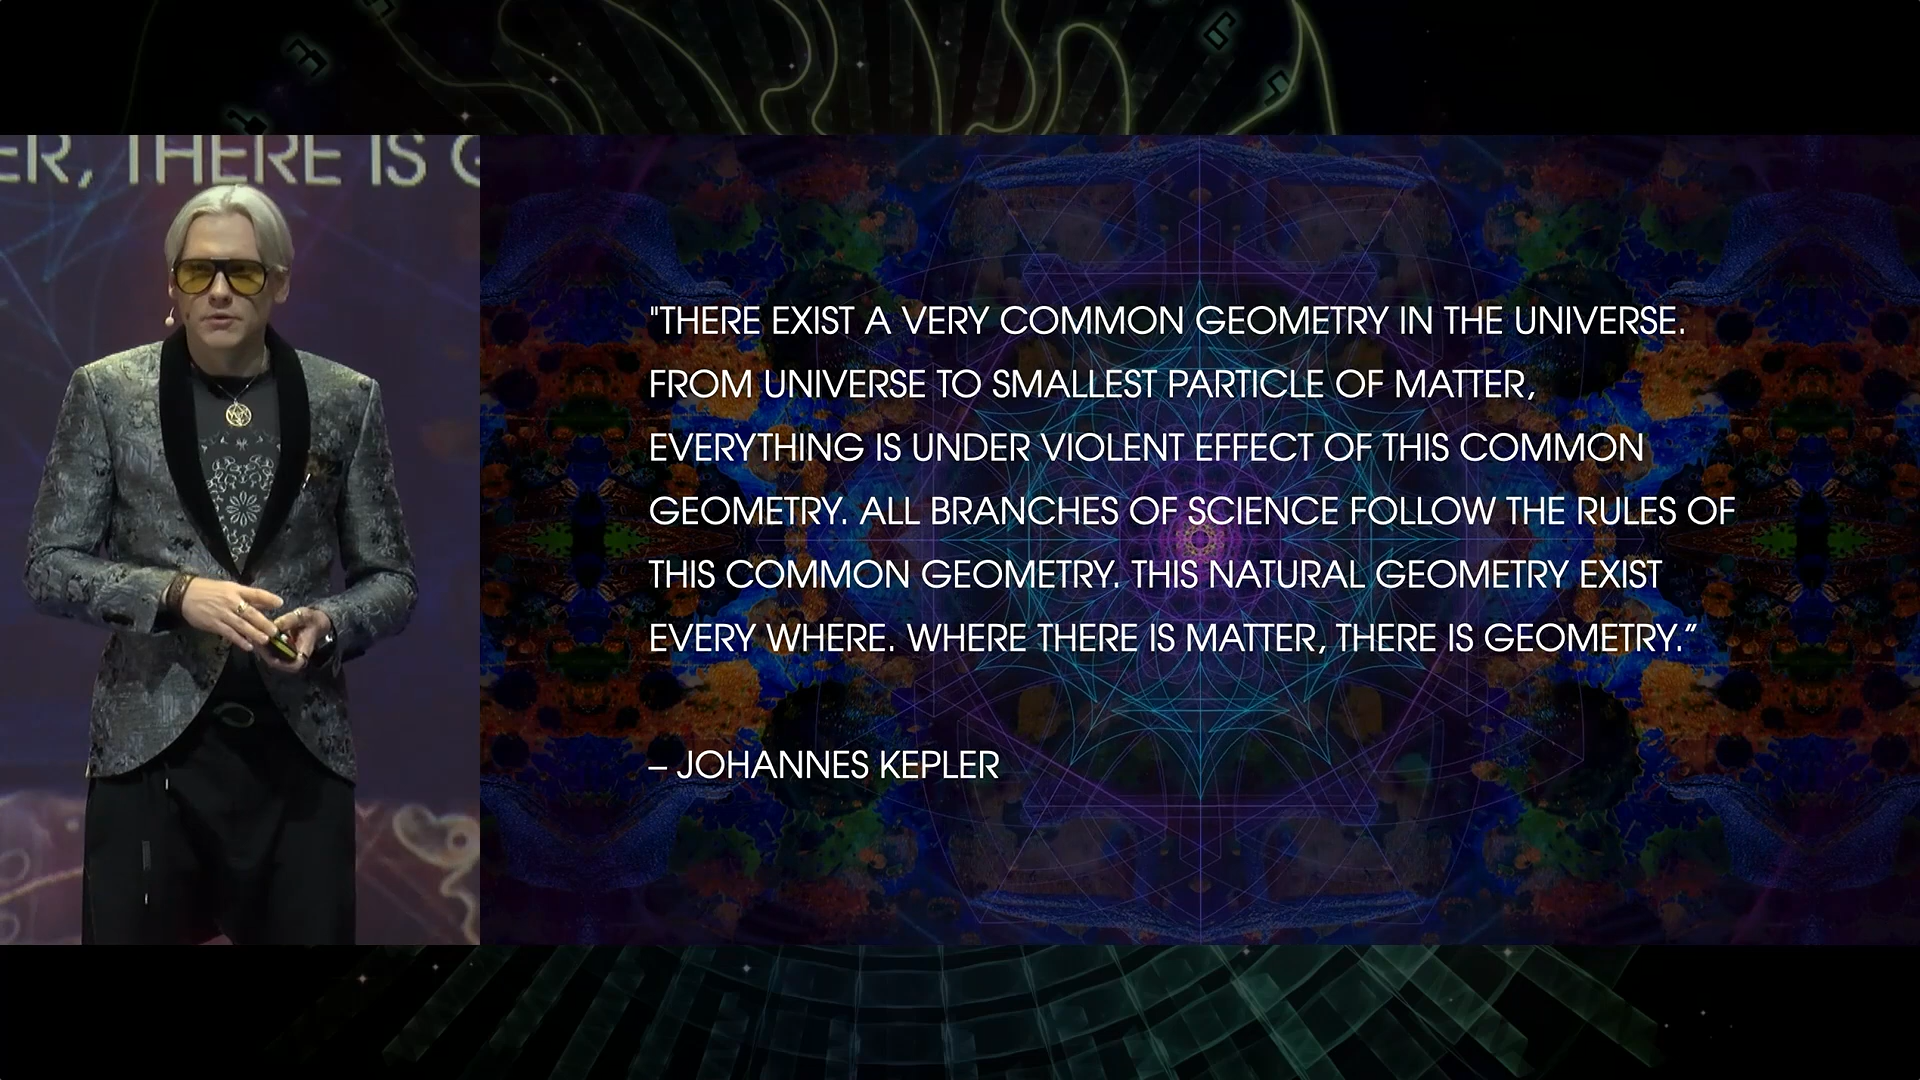 ER, THERE IS G
"THERE EXIST A VERY COMMON GEOMETRY IN THE UNIVERSE.
FROM UNIVERSE TO SMALLEST PARTICLE OF MATTER,
EVERYTHING IS UNDER VIOLENT EFFECT OF THIS COMMON
GEOMETRY. ALL BRANCHES OF SCIENCE FOLLOW THE RULES OF
THIS COMMON GEOMETRY. THIS NATURAL GEOMETRY EXIST
EVERY WHERE. WHERE THERE IS MATTER, THERE IS GEOMETRY.”
– JOHANNES KEPLER